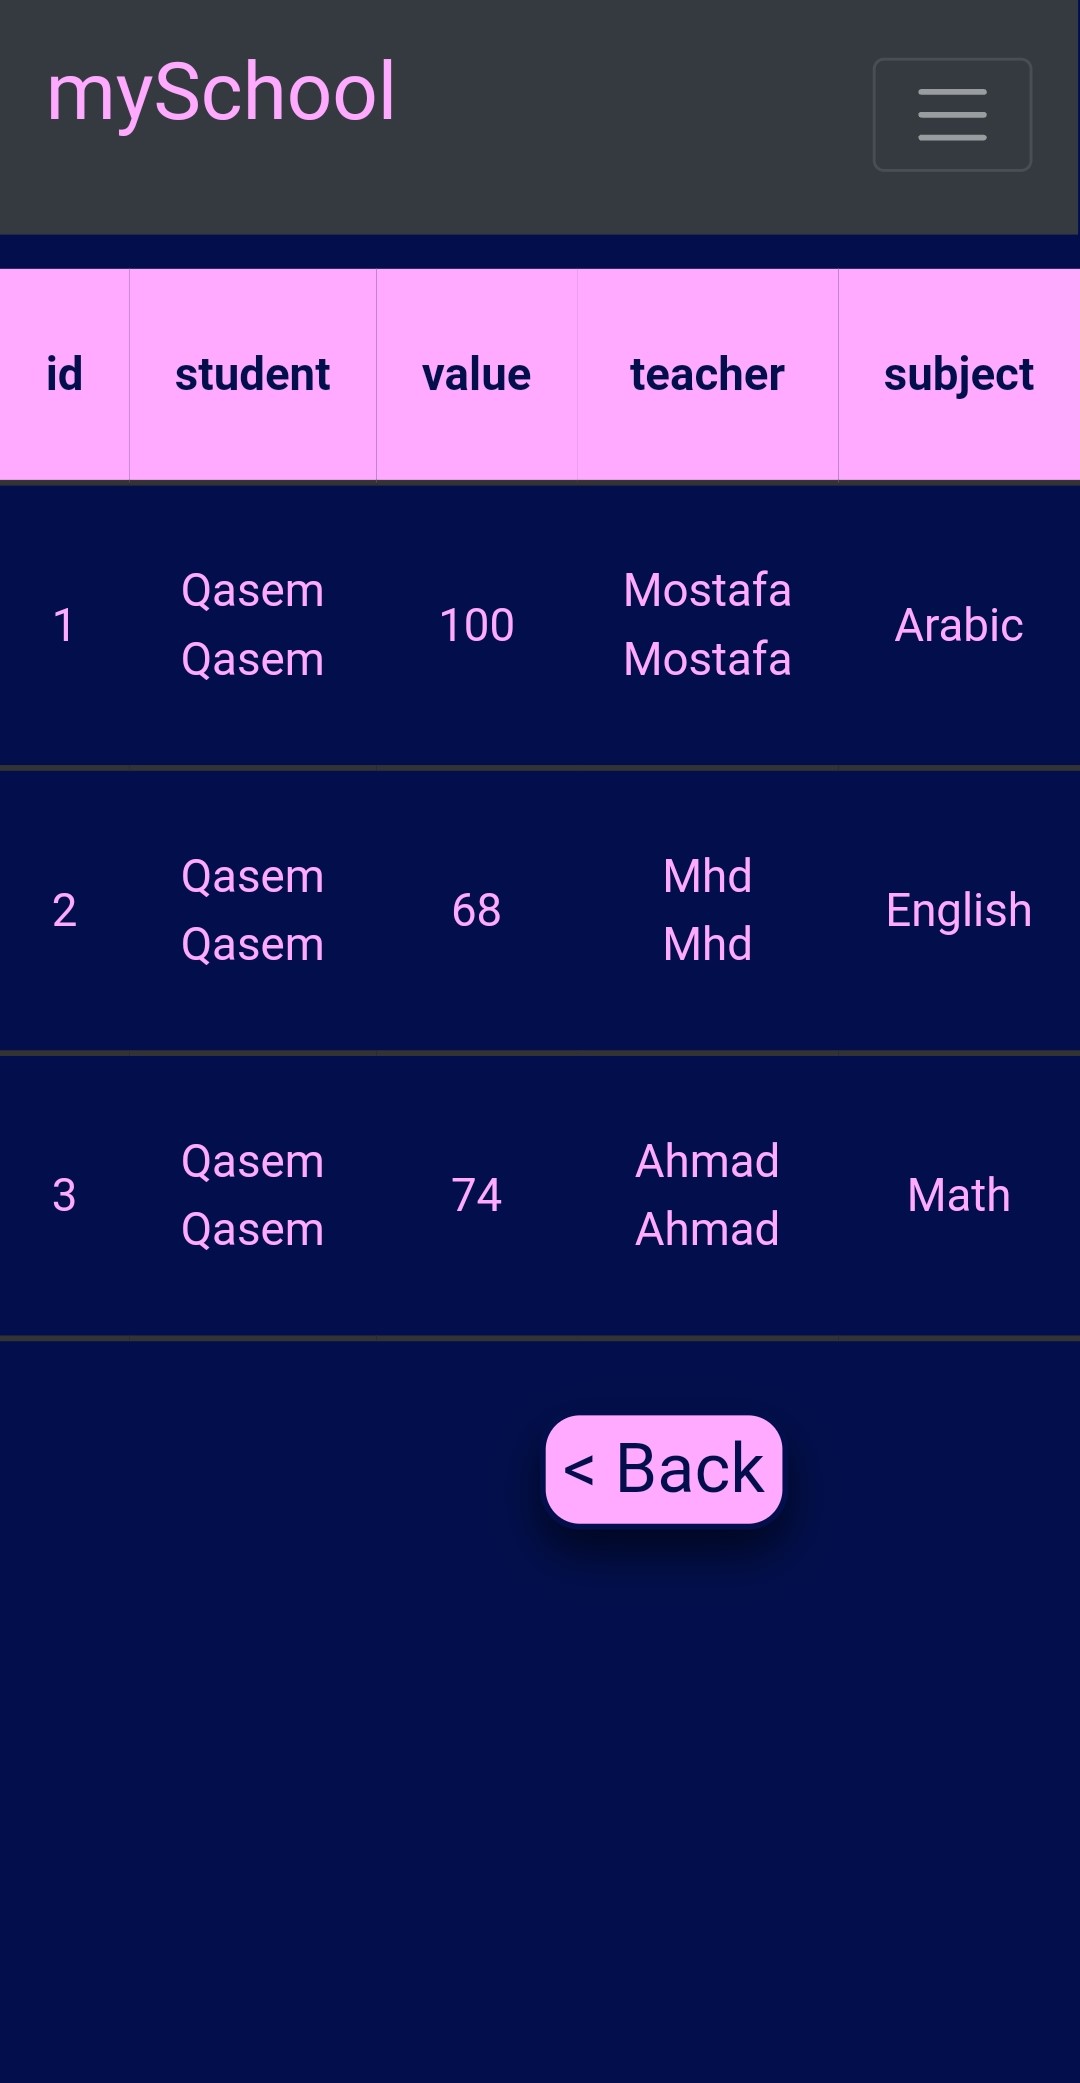 mySchool
id student value teacher subject
1 Qasem Qasem 100 Mostafa Mostafa Arabic
2 Qasem Qasem 68 Mhd Mhd English
3 Qasem Qasem 74 Ahmad Ahmad Math
< Back